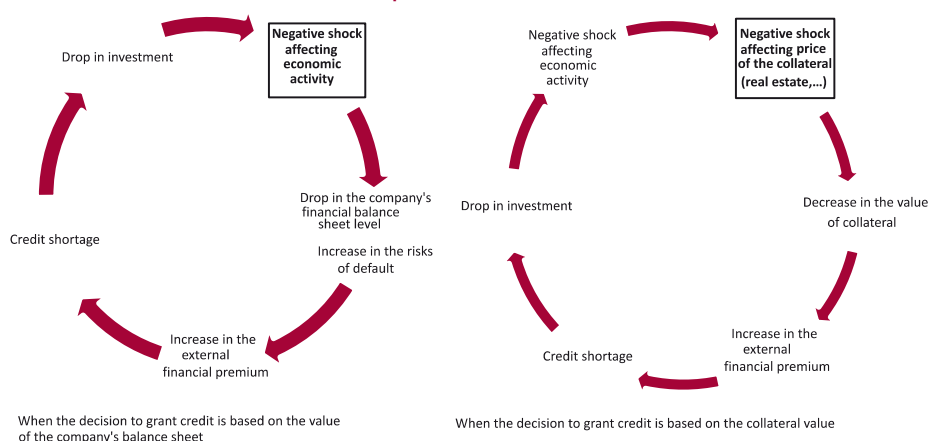 Drop in investment
Negative shock
affecting
economic
activity
Drop in the company's
financial balance
sheet level
Increase in the risks
of default
Increase in the
external
financial premium
Credit shortage
When the decision to grant credit is based on the value
of the company's balance sheet
Negative shock
affecting
economic
activity
Negative shock
affecting price
of the collateral
(real estate,...)
Decrease in the value
of collateral
Increase in the
external
financial premium
Credit shortage
Drop in investment
When the decision to grant credit is based on the collateral value